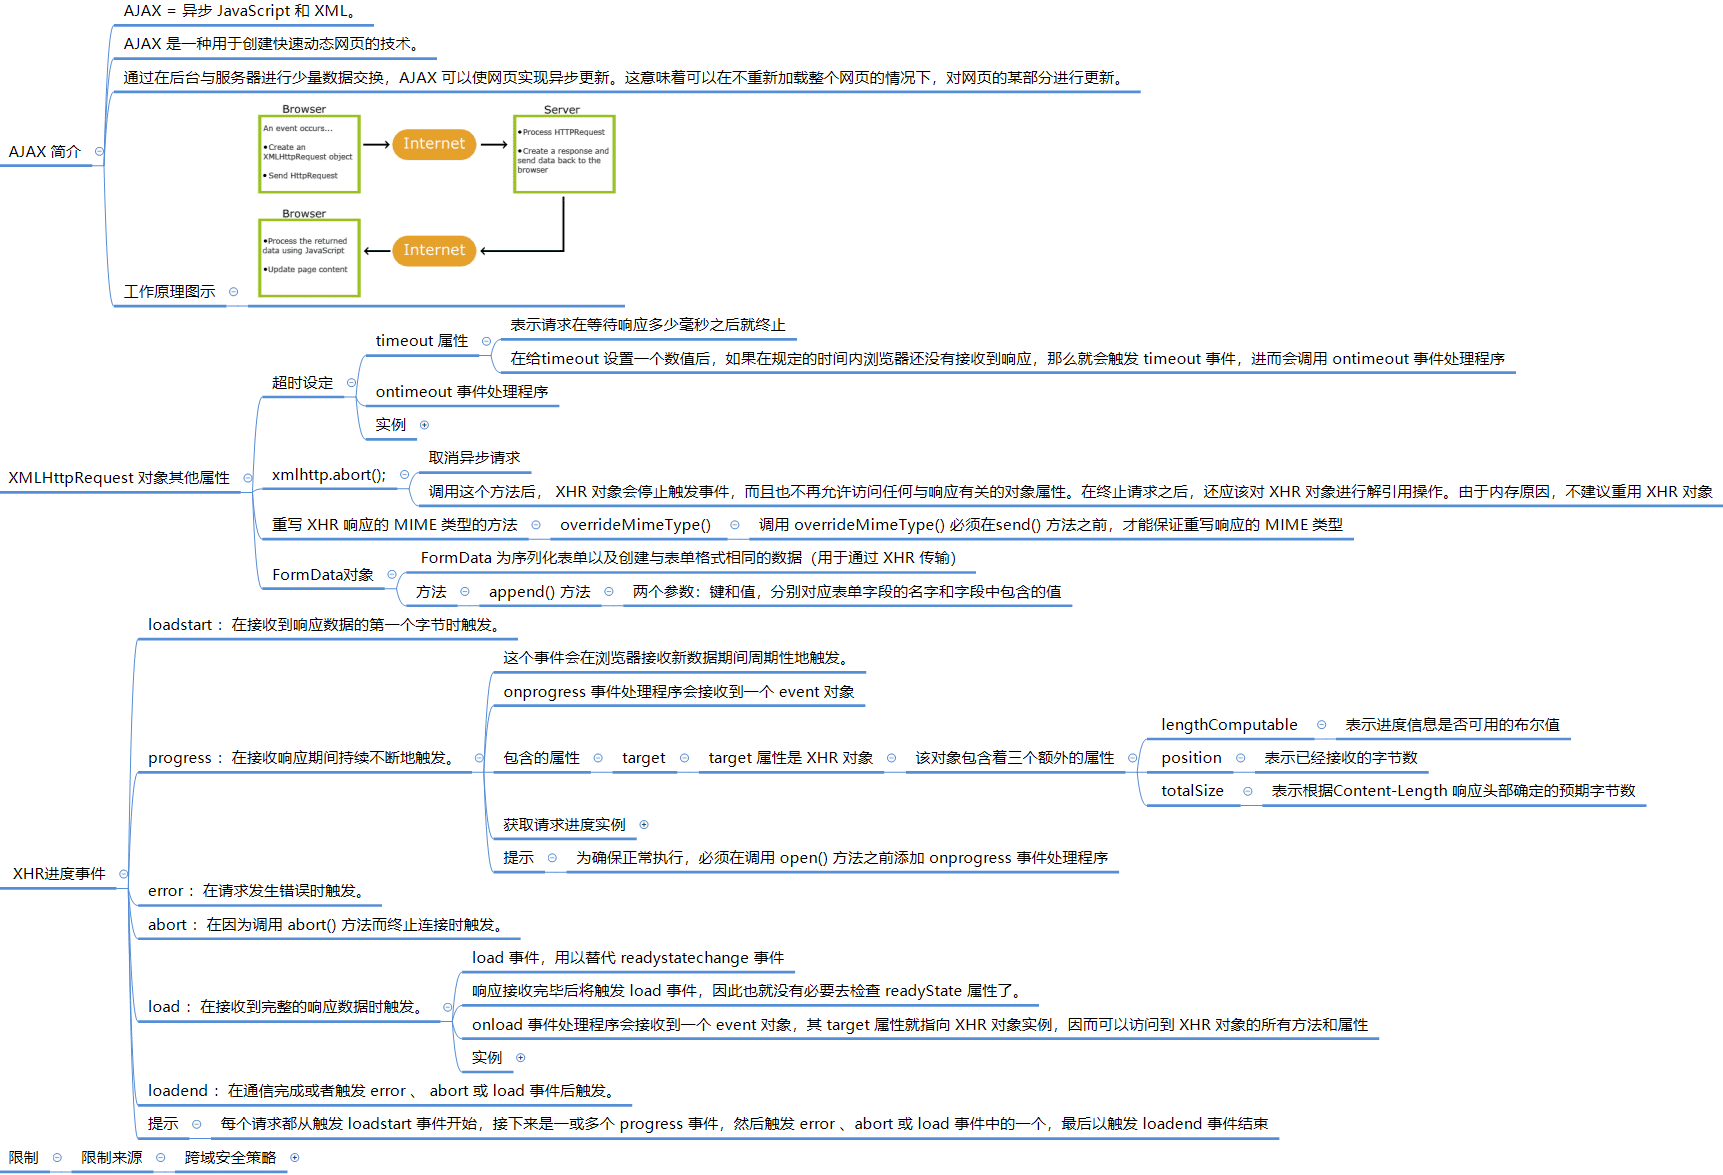 AJAX 简介
AJAX = 异步 JavaScript 和 XML。
AJAX 是一种用于创建快速动态网页的技术。
通过在后台与服务器进行少量数据交换，AJAX 可以使网页实现异步更新。这意味着可以在不重新加载整个网页的情况下，对网页的某部分进行更新。
工作原理图示
Browser
An event occurs...
•Create an
XMLHttpRequest object
• Send HttpRequest
Internet
Server
•Process HTTPRequest
•Create a response and
send data back to the
browser
Browser
•Process the returned
data using JavaScript
•Update page content
Internet
XMLHttpRequest 对象其他属性
超时设定
timeout 属性
表示请求在等待响应多少毫秒之后就终止
在给timeout 设置一个数值后，如果在规定的时间内浏览器还没有接收到响应，那么就会触发 timeout 事件，进而会调用 ontimeout 事件处理程序
ontimeout 事件处理程序
实例
xmlhttp.abort();
取消异步请求
调用这个方法后， XHR 对象会停止触发事件，而且也不再允许访问任何与响应有关的对象属性。在终止请求之后，还应该对 XHR 对象进行解引用操作。由于内存原因，不建议重用 XHR 对象
重写 XHR 响应的 MIME 类型的方法
overrideMimeType()
调用 overrideMimeType() 必须在send() 方法之前，才能保证重写响应的 MIME 类型
FormData对象
FormData 为序列化表单以及创建与表单格式相同的数据（用于通过 XHR 传输）
方法
append() 方法
两个参数：键和值，分别对应表单字段的名字和字段中包含的值
XHR进度事件
loadstart ：在接收到响应数据的第一个字节时触发。
progress ：在接收响应期间持续不断地触发。
这个事件会在浏览器接收新数据期间周期性地触发。
onprogress 事件处理程序会接收到一个 event 对象
包含的属性
target
target 属性是 XHR 对象
该对象包含着三个额外的属性
lengthComputable
表示进度信息是否可用的布尔值
position
表示已经接收的字节数
totalSize
表示根据Content-Length 响应头部确定的预期字节数
获取请求进度实例
提示
为确保正常执行，必须在调用 open() 方法之前添加 onprogress 事件处理程序
error ：在请求发生错误时触发。
abort ：在因为调用 abort() 方法而终止连接时触发。
load ：在接收到完整的响应数据时触发。
load 事件，用以替代 readystatechange 事件
响应接收完毕后将触发 load 事件，因此也就没有必要去检查 readyState 属性了。
onload 事件处理程序会接收到一个 event 对象，其 target 属性就指向 XHR 对象实例，因而可以访问到 XHR 对象的所有方法和属性
实例
loadend ：在通信完成或者触发 error 、 abort 或 load 事件后触发。
提示
每个请求都从触发 loadstart 事件开始，接下来是一或多个 progress 事件，然后触发 error 、abort 或 load 事件中的一个，最后以触发 loadend 事件结束
限制
限制来源
跨域安全策略